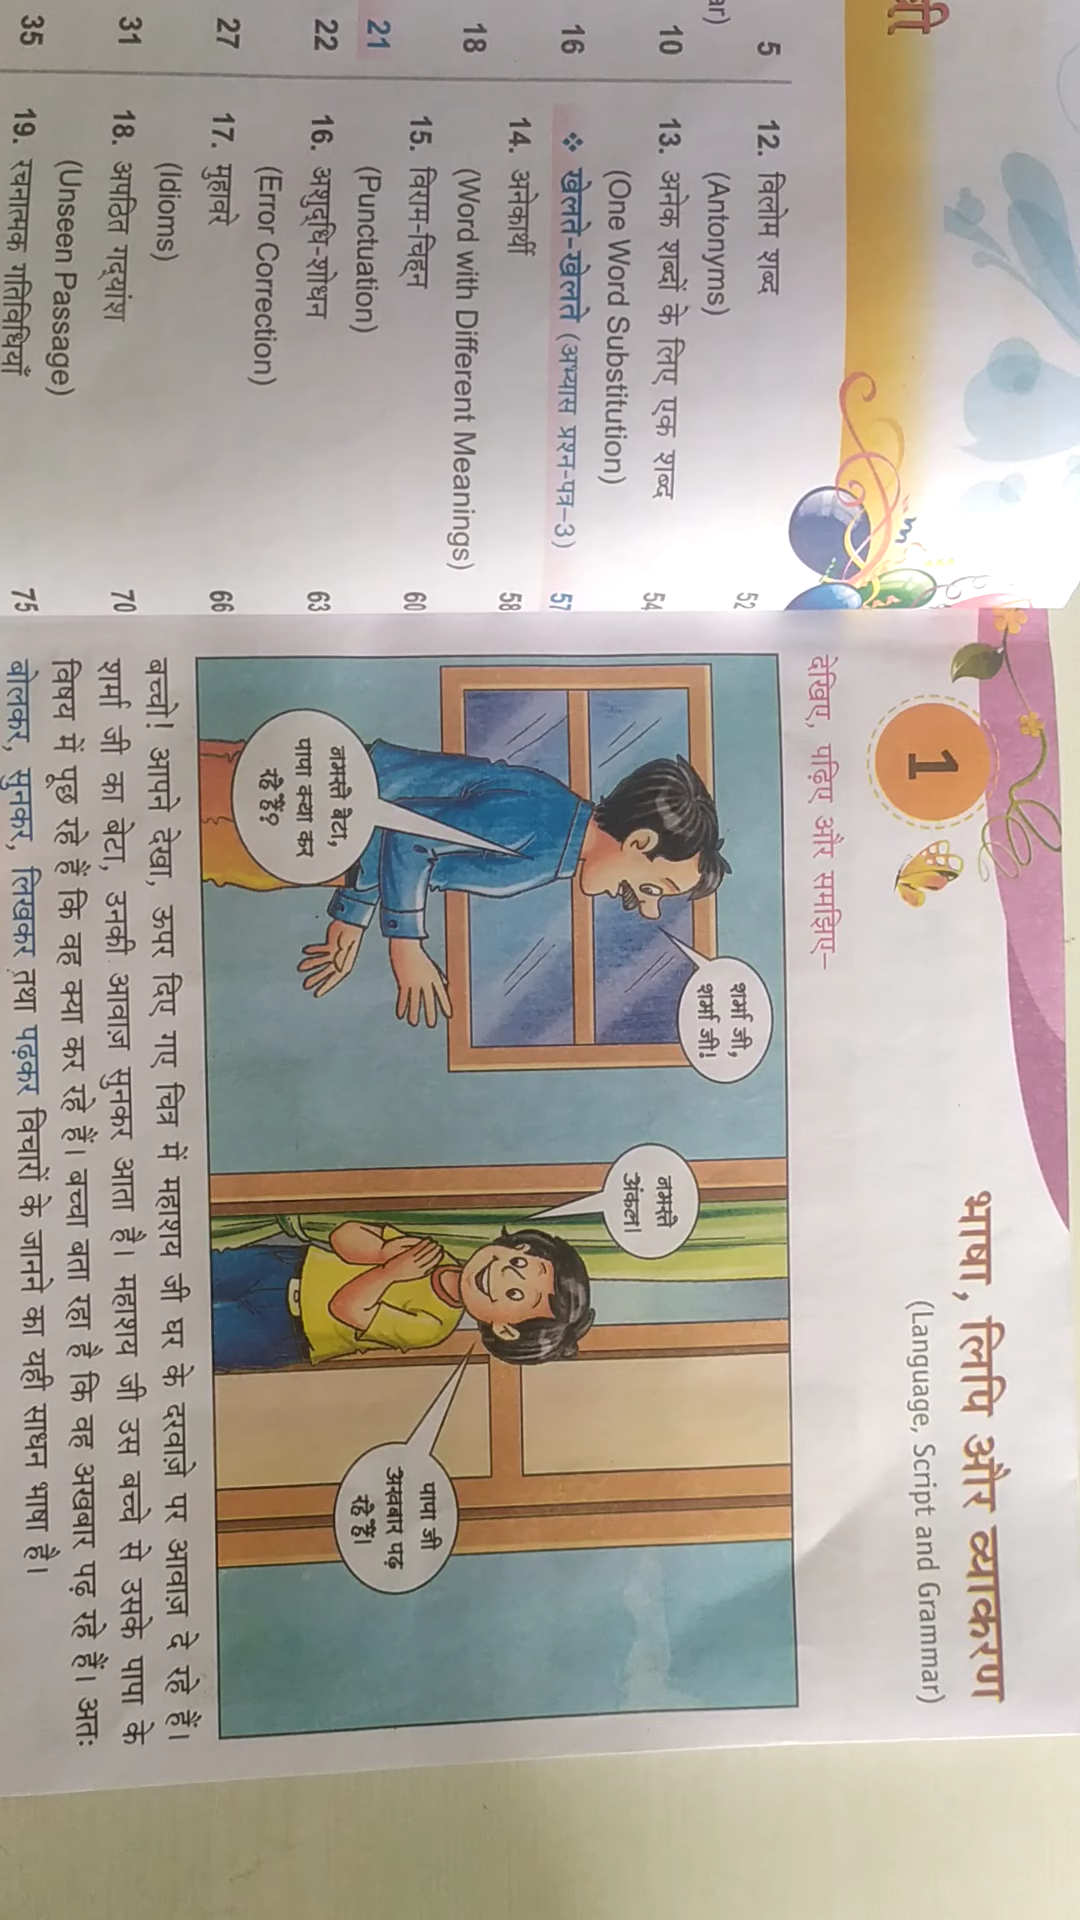 री
ar)
5
10
16
18
21
22
27
31
35
12. विलोम शब्द 52
(Antonyms)
13. अनेक शब्दों के लिए एक शब्द 54
(One Word Substitution)
❖ खेलते-खेलते (अभ्यास प्रश्न-पत्र–3) 57
14. अनेकार्थी 58
(Word with Different Meanings)
15. विराम-चिह्न 60
(Punctuation)
16. अशुद्धि-शोधन 63
(Error Correction)
17. मुहावरे 66
(Idioms)
18. अपठित गद्यांश 70
(Unseen Passage)
19. रचनात्मक गतिविधियाँ 75
1
भाषा, लिपि और व्याकरण
(Language, Script and Grammar)
देखिए, पढ़िए और समझिए–
शर्मा जी,
शर्मा जी!
नमस्ते
अंकल।
नमस्ते बेटा,
पापा क्या कर
रहे हैं?
पापा जी
अखबार पढ़
रहे हैं।
बच्चो! आपने देखा, ऊपर दिए गए चित्र में महाशय जी घर के दरवाज़े पर आवाज़ दे रहे हैं।
शर्मा जी का बेटा, उनकी आवाज़ सुनकर आता है। महाशय जी उस बच्चे से उसके पापा के
विषय में पूछ रहे हैं कि वह क्या कर रहे हैं। बच्चा बता रहा है कि वह अखबार पढ़ रहे हैं। अतः
बोलकर, सुनकर, लिखकर तथा पढ़कर विचारों के जानने का यही साधन भाषा है।